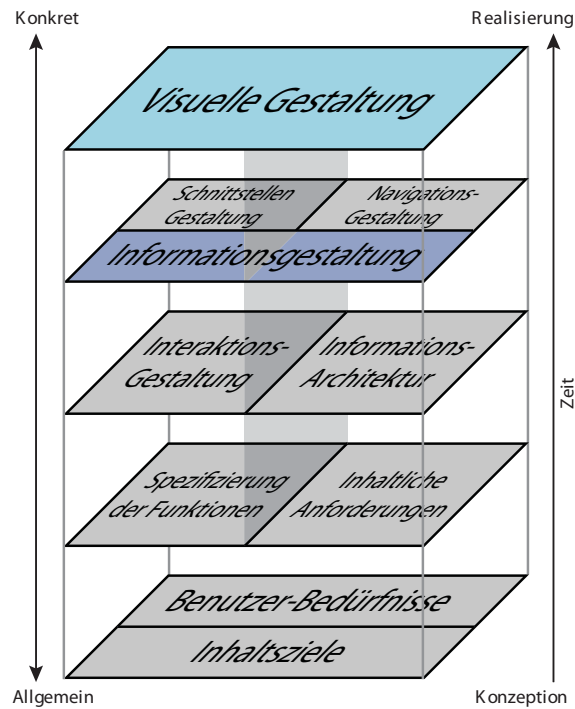 Konkret
Realisierung
Visuelle Gestaltung
Schnittstellen
Gestaltung
Navigations-
Gestaltung
Informationsgestaltung
Interaktions-
Gestaltung
Informations-
Architektur
Zeit
Spezifizierung
der Funktionen
Inhaltliche
Anforderungen
Benutzer-Bedürfnisse
Inhaltsziele
Allgemein
Konzeption